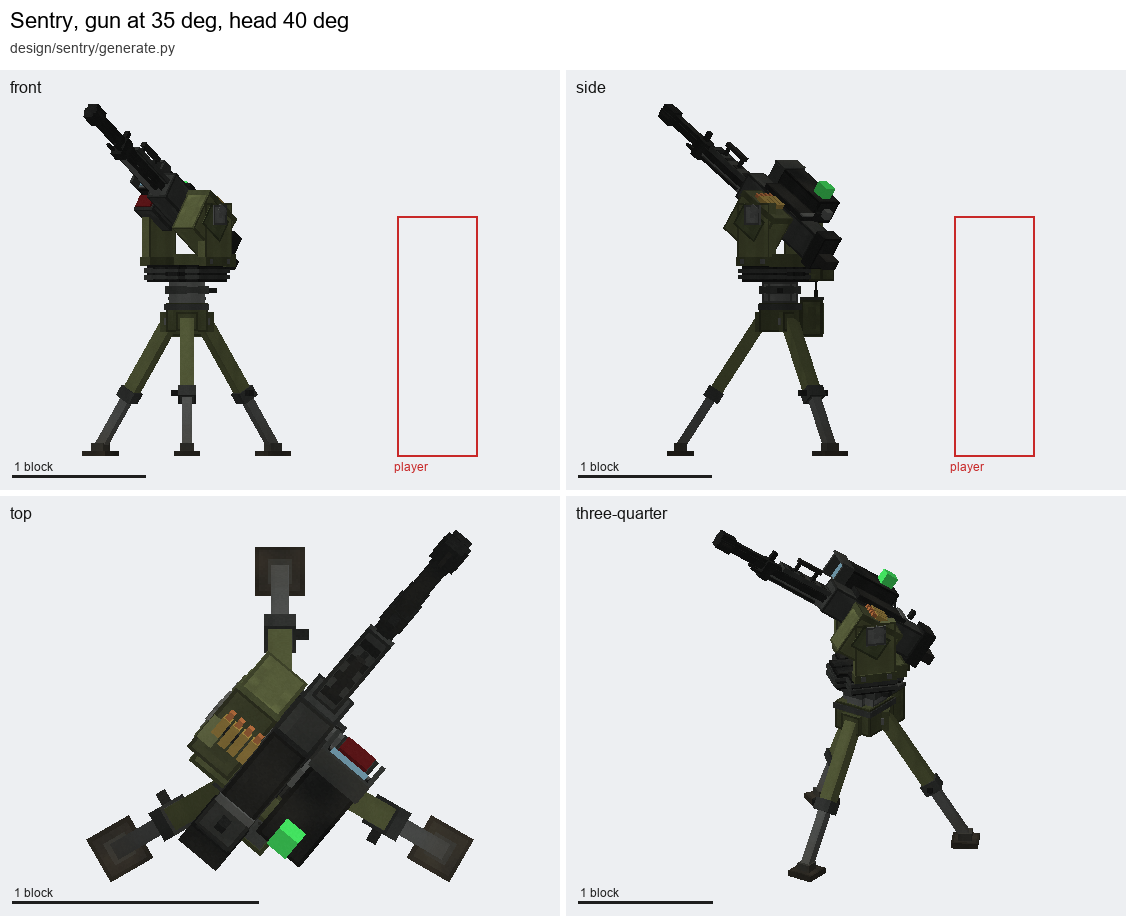 Sentry, gun at 35 deg, head 40 deg
design/sentry/generate.py
front
side
1 block
player
1 block
player
top
three-quarter
1 block
1 block